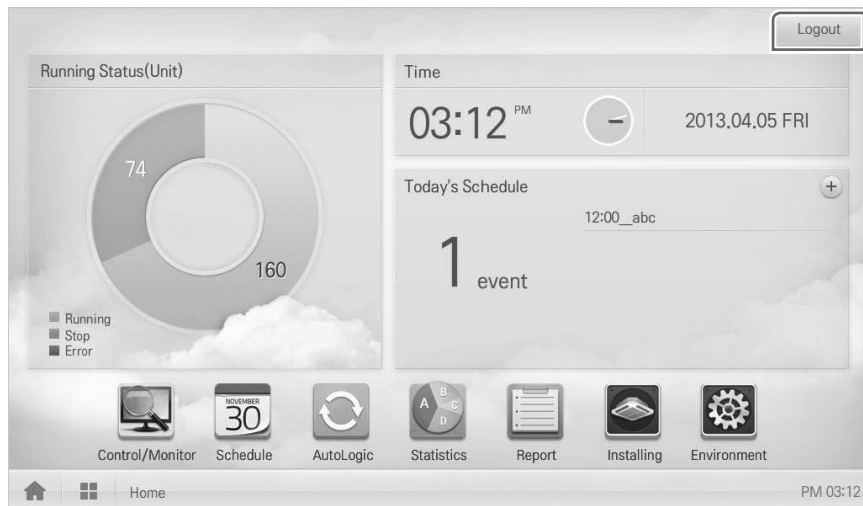 Logout
Running Status(Unit)
74
160
Running
Stop
Error
Time
03:12 PM
2013.04.05 FRI
Today's Schedule
+
12:00__abc
1 event
NOVEMBER
30
A B C D
Control/Monitor
Schedule
AutoLogic
Statistics
Report
Installing
Environment
Home
PM 03:12